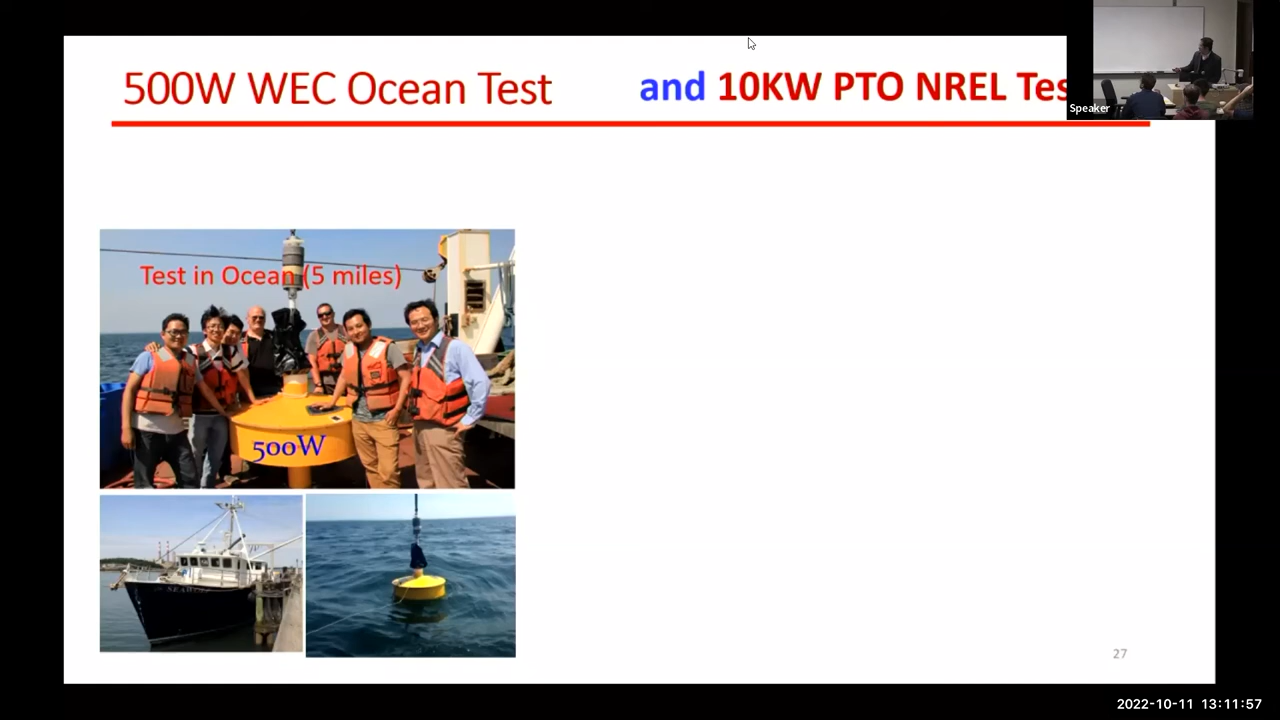 500W WEC Ocean Test and 10KW PTO NREL Tes
Speaker
Test in Ocean (5 miles)
500W
27
2022-10-11 13:11:57